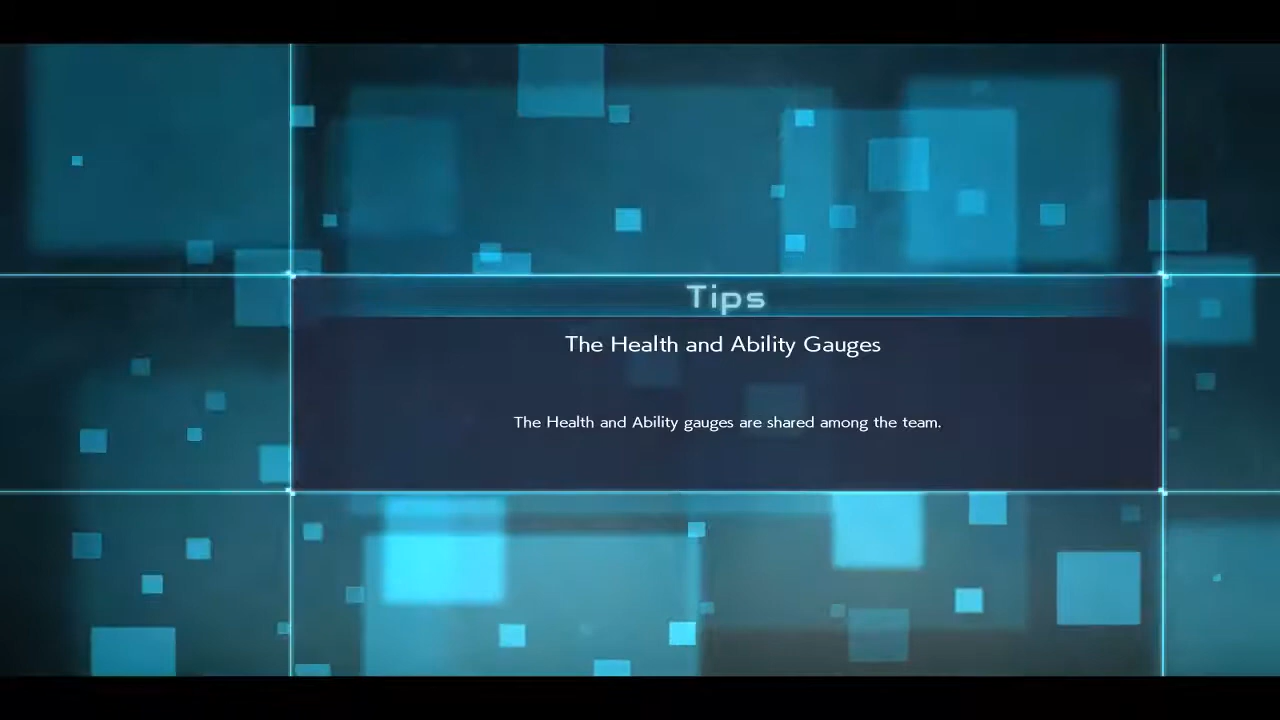 Tips
The Health and Ability Gauges
The Health and Ability gauges are shared among the team.